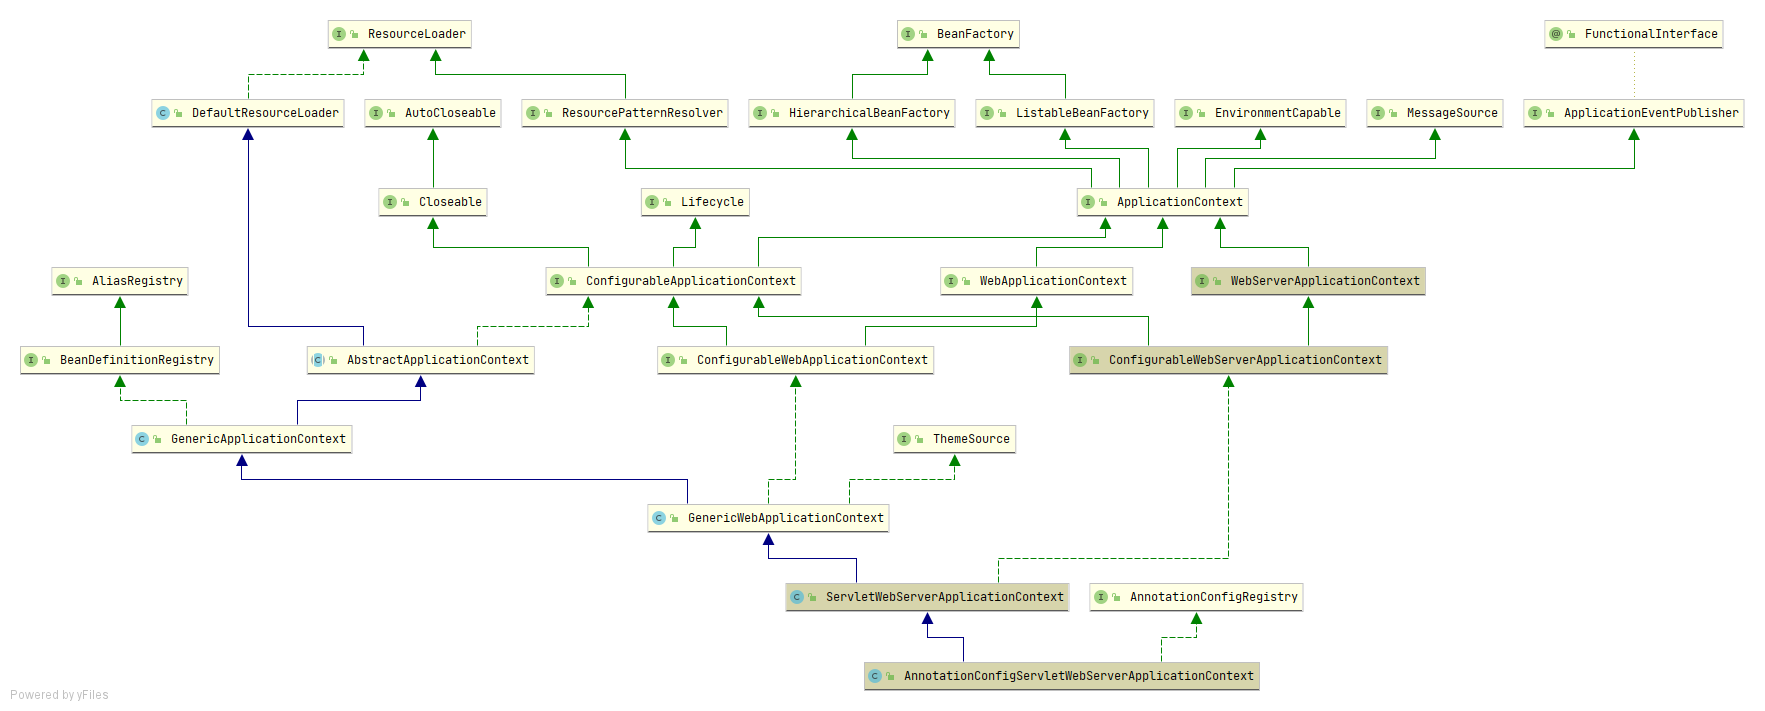 ResourceLoader
BeanFactory
FunctionalInterface
DefaultResourceLoader
AutoCloseable
ResourcePatternResolver
HierarchicalBeanFactory
ListableBeanFactory
EnvironmentCapable
MessageSource
ApplicationEventPublisher
Closeable
Lifecycle
ApplicationContext
AliasRegistry
ConfigurableApplicationContext
WebApplicationContext
WebServerApplicationContext
BeanDefinitionRegistry
AbstractApplicationContext
ConfigurableWebApplicationContext
ConfigurableWebServerApplicationContext
GenericApplicationContext
ThemeSource
GenericWebApplicationContext
ServletWebServerApplicationContext
AnnotationConfigRegistry
AnnotationConfigServletWebServerApplicationContext
Powered by yFiles